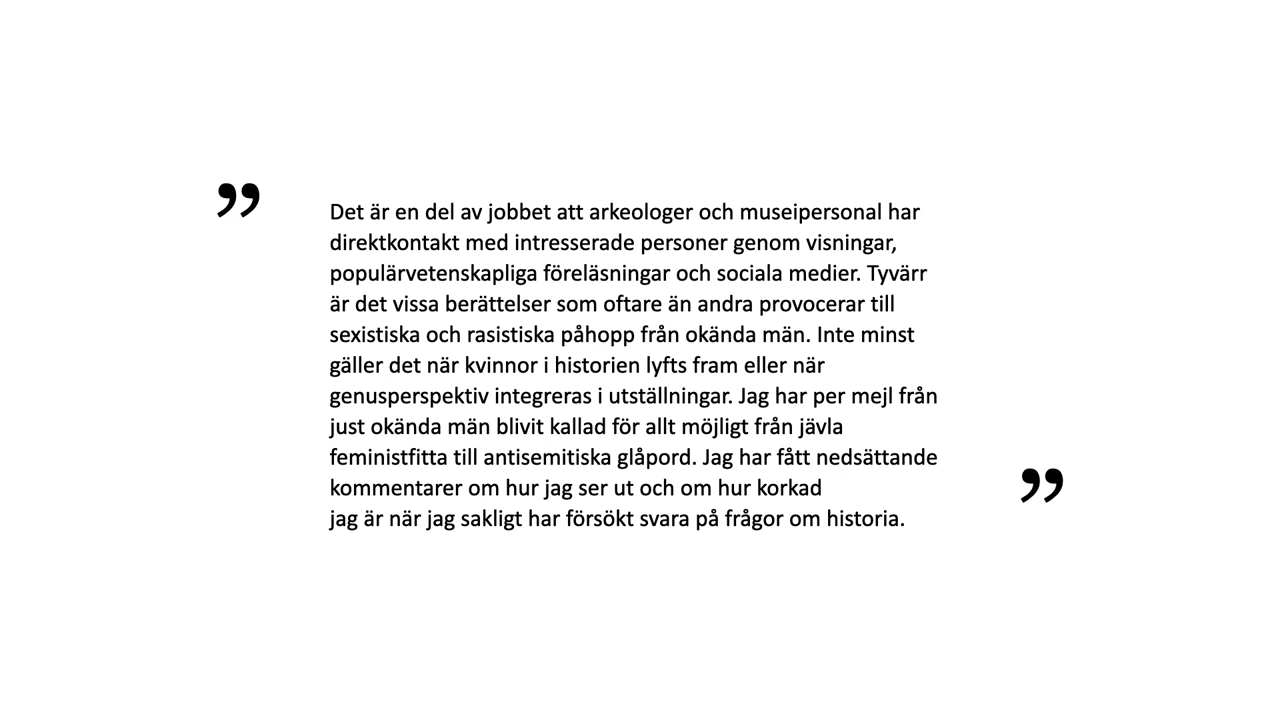 ”
Det är en del av jobbet att arkeologer och museipersonal har
direktkontakt med intresserade personer genom visningar,
populärvetenskapliga föreläsningar och sociala medier. Tyvärr
är det vissa berättelser som oftare än andra provocerar till
sexistiska och rasistiska påhopp från okända män. Inte minst
gäller det när kvinnor i historien lyfts fram eller när
genusperspektiv integreras i utställningar. Jag har per mejl från
just okända män blivit kallad för allt möjligt från jävla
feministfitta till antisemitiska glåpord. Jag har fått nedsättande
kommentarer om hur jag ser ut och om hur korkad
jag är när jag sakligt har försökt svara på frågor om historia.
”